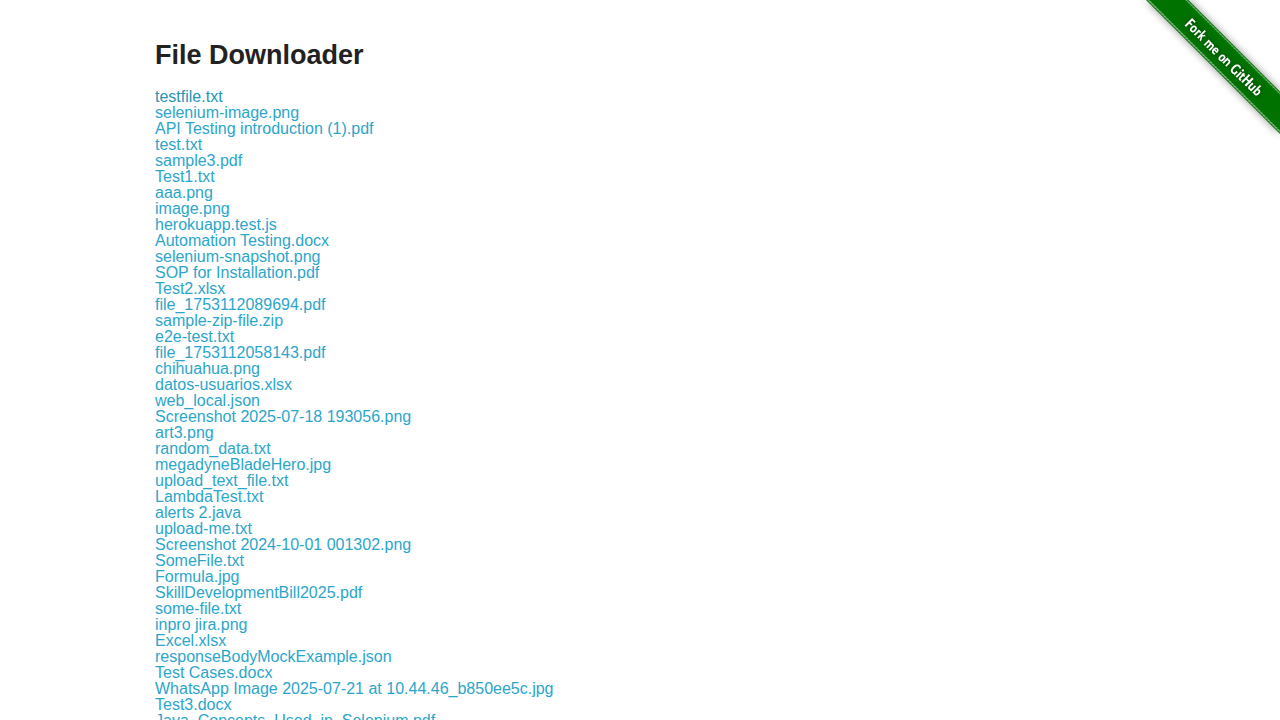 File Downloader
Fork me on GitHub
testfile.txt
selenium-image.png
API Testing introduction (1).pdf
test.txt
sample3.pdf
Test1.txt
aaa.png
image.png
herokuapp.test.js
Automation Testing.docx
selenium-snapshot.png
SOP for Installation.pdf
Test2.xlsx
file_1753112089694.pdf
sample-zip-file.zip
e2e-test.txt
file_1753112058143.pdf
chihuahua.png
datos-usuarios.xlsx
web_local.json
Screenshot 2025-07-18 193056.png
art3.png
random_data.txt
megadyneBladeHero.jpg
upload_text_file.txt
LambdaTest.txt
alerts 2.java
upload-me.txt
Screenshot 2024-10-01 001302.png
SomeFile.txt
Formula.jpg
SkillDevelopmentBill2025.pdf
some-file.txt
inpro jira.png
Excel.xlsx
responseBodyMockExample.json
Test Cases.docx
WhatsApp Image 2025-07-21 at 10.44.46_b850ee5c.jpg
Test3.docx
Java_Concepts_Used_in_Selenium.pdf